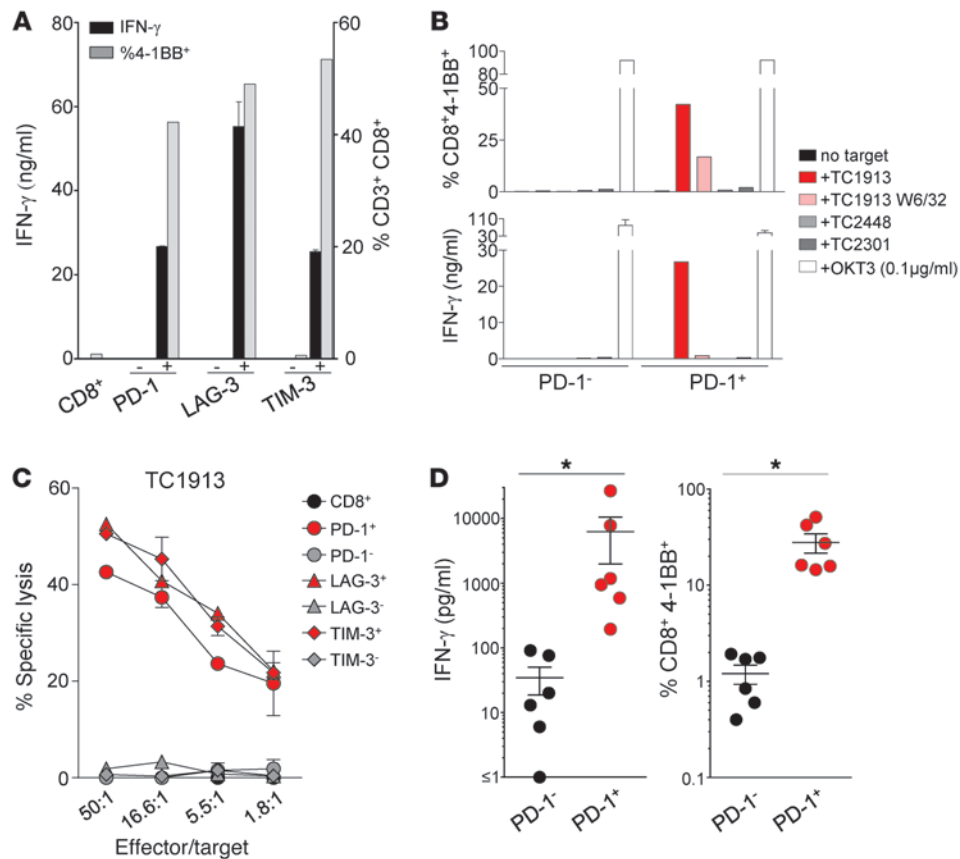 A
IFN-γ
%4-1BB⁺
IFN-γ (ng/ml)
80
60
40
20
0
60
40
20
0
% CD3⁺ CD8⁺
- + - + - +
CD8⁺ PD-1 LAG-3 TIM-3
B
% CD8⁺4-1BB⁺
100
50
50
25
0
IFN-γ (ng/ml)
110
30
30
20
10
0
PD-1⁻ PD-1⁺
no target
+TC1913
+TC1913 W6/32
+TC2448
+TC2301
+OKT3 (0.1µg/ml)
C
TC1913
% Specific lysis
60
40
20
0
50:1 16.6:1 5.5:1 1.8:1
Effector/target
CD8⁺
PD-1⁺
PD-1⁻
LAG-3⁺
LAG-3⁻
TIM-3⁺
TIM-3⁻
D
*
IFN-γ (pg/ml)
10000
1000
100
10
≤1
PD-1⁻ PD-1⁺
*
% CD8⁺ 4-1BB⁺
100
10
1
0.1
PD-1⁻ PD-1⁺